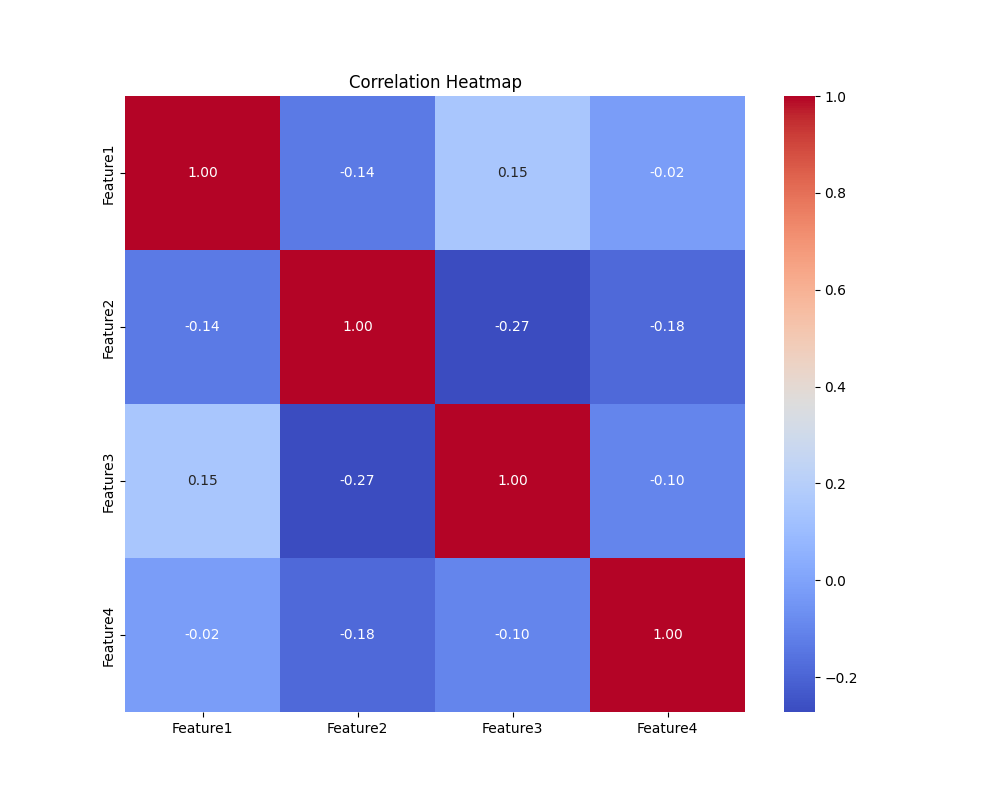 Correlation Heatmap
Feature1
1.00 -0.14 0.15 -0.02
Feature2
-0.14 1.00 -0.27 -0.18
Feature3
0.15 -0.27 1.00 -0.10
Feature4
-0.02 -0.18 -0.10 1.00
Feature1 Feature2 Feature3 Feature4
1.0
0.8
0.6
0.4
0.2
0.0
−0.2